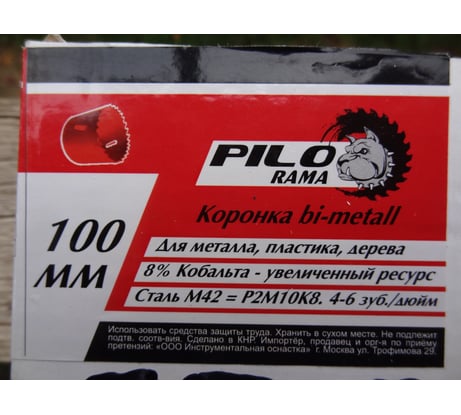 PILO
RAMA
Коронка bi-metall
100
ММ
Для металла, пластика, дерева
8% Кобальта - увеличенный ресурс
Сталь М42 = Р2М10К8. 4-6 зуб./дюйм
Использовать средства защиты труда. Хранить в сухом месте. Не подлежит
подтв. соотв-вия. Сделано в КНР. Импортёр, продавец и орг-я по приёму
претензий: «ООО Инструментальная оснастка» г. Москва ул. Трофимова 29.